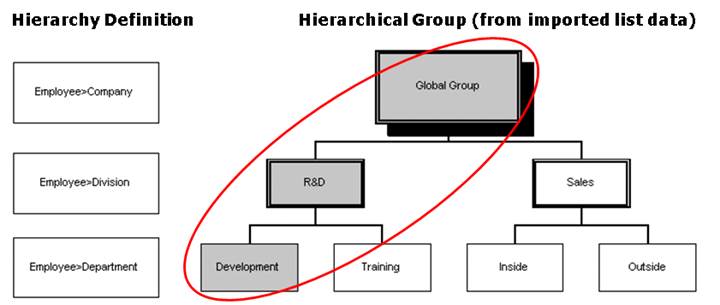 Hierarchy Definition
Hierarchical Group (from imported list data)
Employee>Company
Global Group
Employee>Division
R&D
Sales
Employee>Department
Development
Training
Inside
Outside